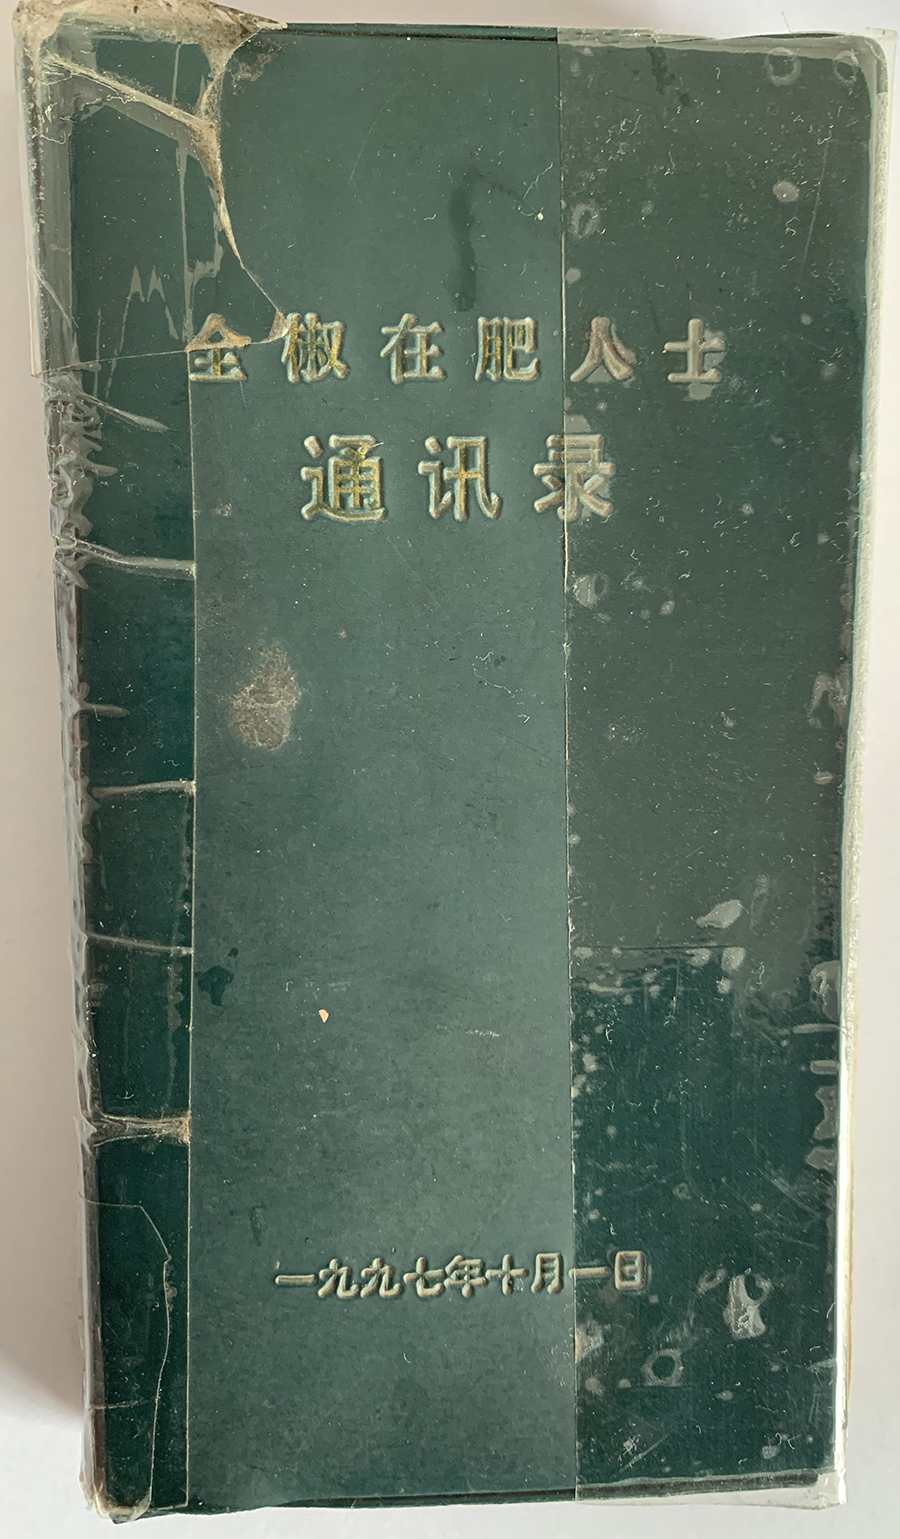 全椒在肥人士
通讯录
一九九七年十月一日